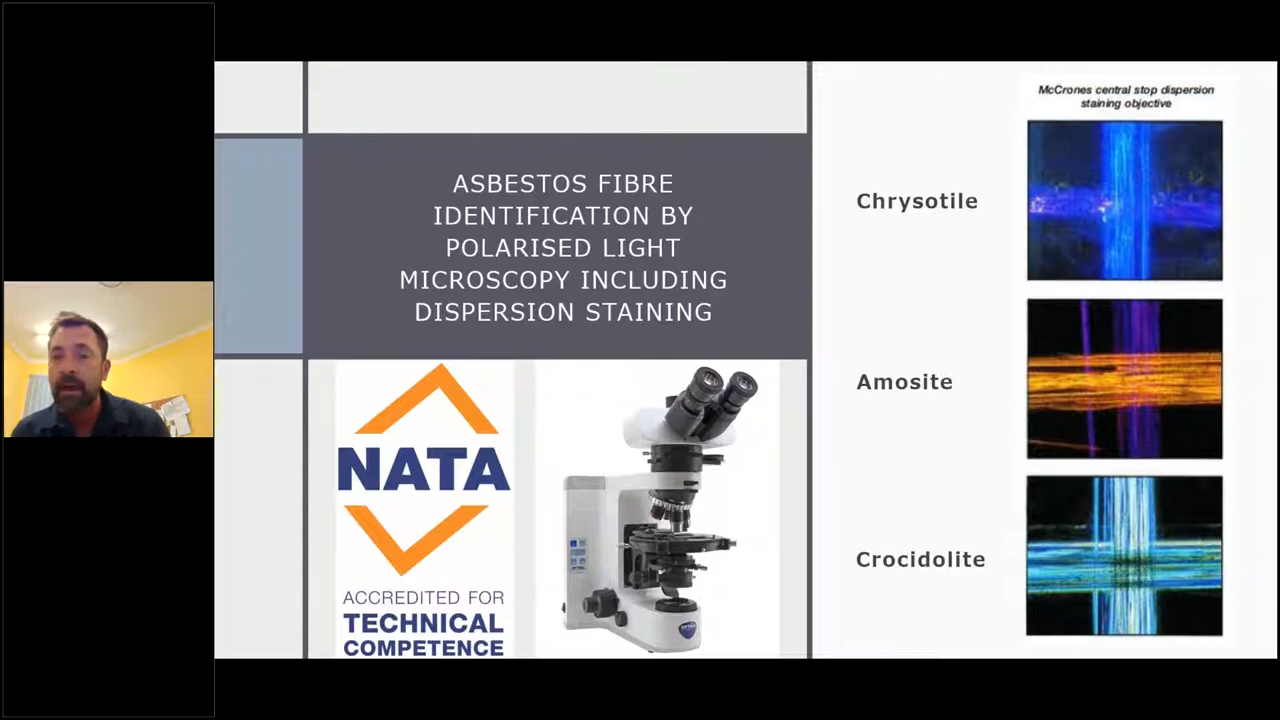 ASBESTOS FIBRE
IDENTIFICATION BY
POLARISED LIGHT
MICROSCOPY INCLUDING
DISPERSION STAINING
NATA
ACCREDITED FOR
TECHNICAL
COMPETENCE
McCrones central stop dispersion
staining objective
Chrysotile
Amosite
Crocidolite